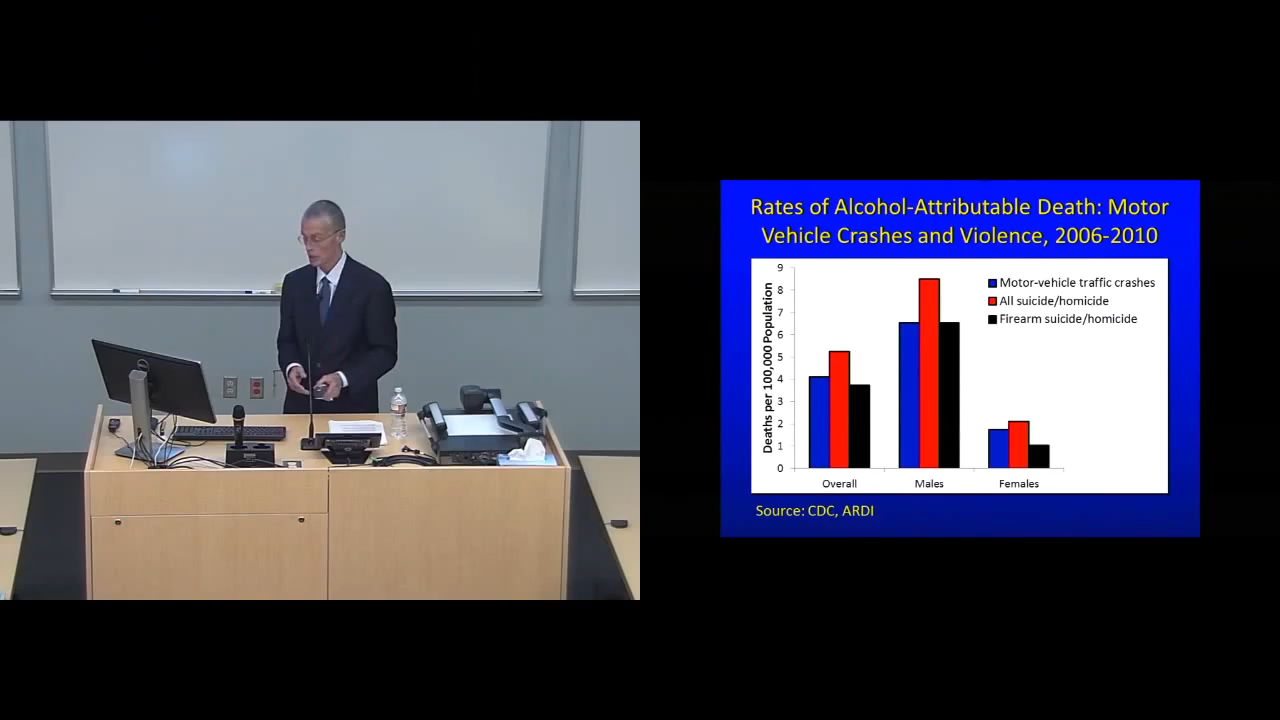 Rates of Alcohol-Attributable Death: Motor
Vehicle Crashes and Violence, 2006-2010
Deaths per 100,000 Population
9
8
7
6
5
4
3
2
1
0
Motor-vehicle traffic crashes
All suicide/homicide
Firearm suicide/homicide
Overall
Males
Females
Source: CDC, ARDI